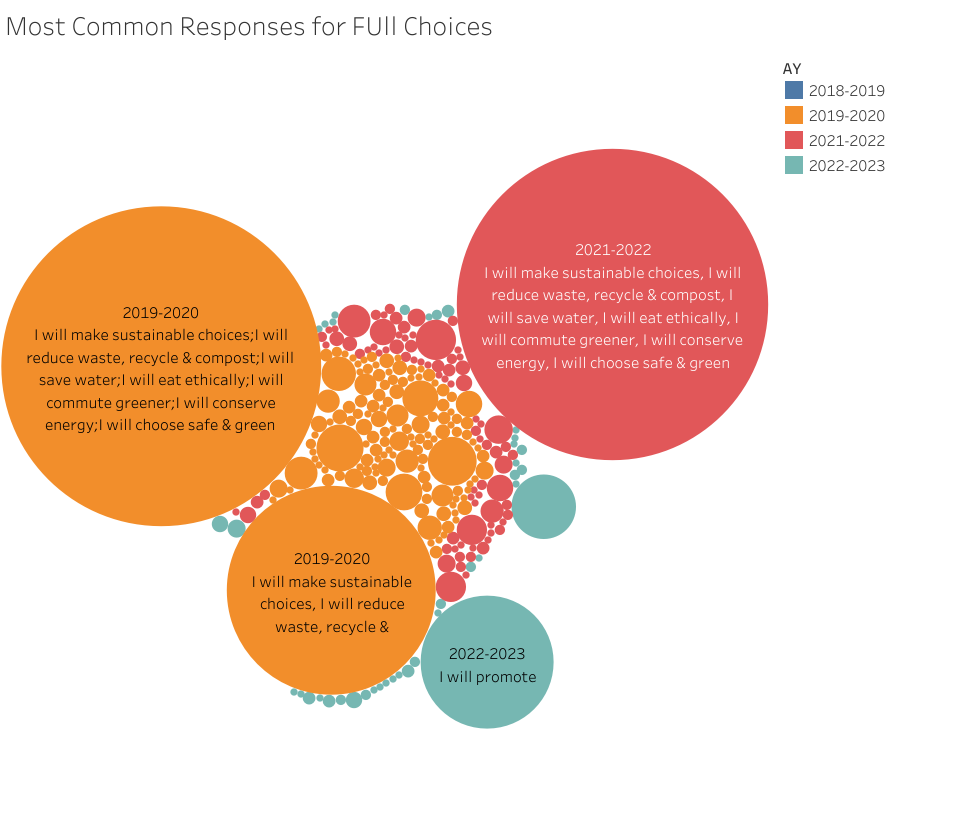 Most Common Responses for FUll Choices
AY
2018-2019
2019-2020
2021-2022
2022-2023
2021-2022
I will make sustainable choices, I will
reduce waste, recycle & compost, I
will save water, I will eat ethically, I
will commute greener, I will conserve
energy, I will choose safe & green
2019-2020
I will make sustainable choices;I will
reduce waste, recycle & compost;I will
save water;I will eat ethically;I will
commute greener;I will conserve
energy;I will choose safe & green
2019-2020
I will make sustainable
choices, I will reduce
waste, recycle &
2022-2023
I will promote